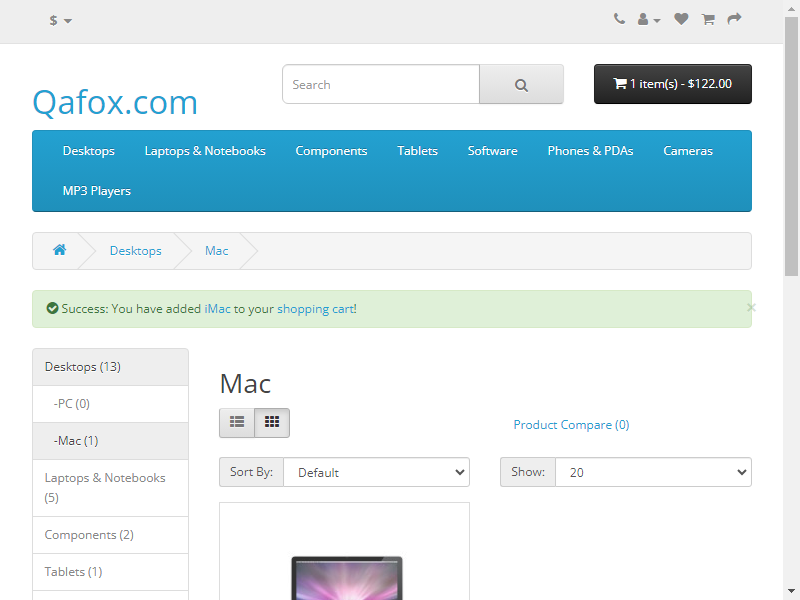 $
Qafox.com
Search
1 item(s) - $122.00
Desktops Laptops & Notebooks Components Tablets Software Phones & PDAs Cameras
MP3 Players
Desktops Mac
Success: You have added iMac to your shopping cart!
×
Desktops (13)
-PC (0)
-Mac (1)
Laptops & Notebooks
(5)
Components (2)
Tablets (1)
Mac
Product Compare (0)
Sort By: Default
Show: 20